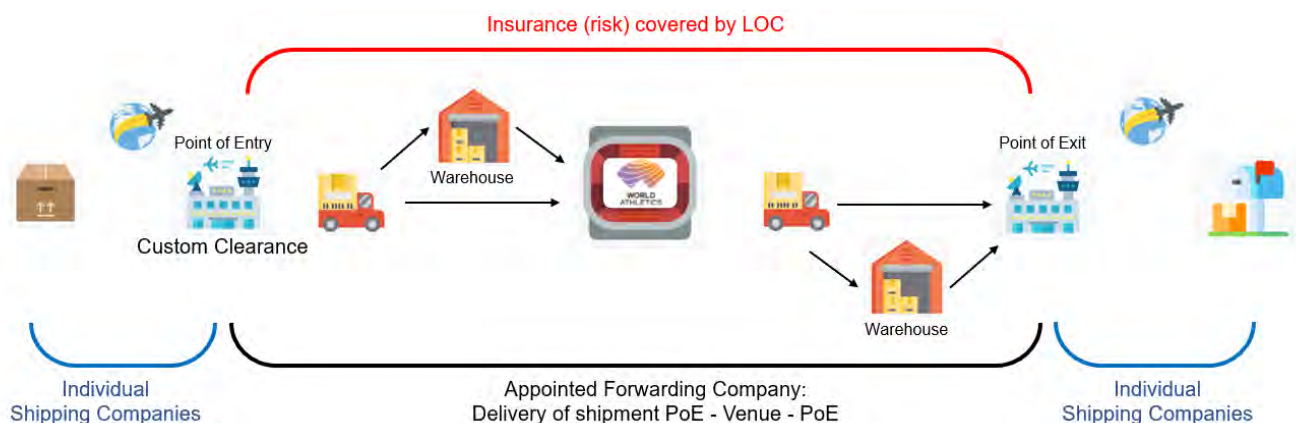 Insurance (risk) covered by LOC
Point of Entry
Custom Clearance
Warehouse
WORLD
ATHLETICS
Warehouse
Point of Exit
Individual
Shipping Companies
Appointed Forwarding Company:
Delivery of shipment PoE - Venue - PoE
Individual
Shipping Companies